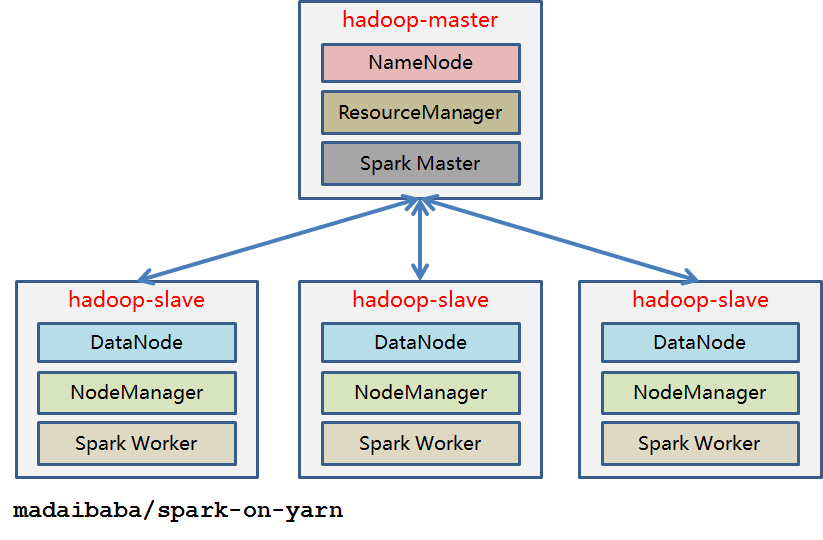 hadoop-master
NameNode
ResourceManager
Spark Master
hadoop-slave
DataNode
NodeManager
Spark Worker
hadoop-slave
DataNode
NodeManager
Spark Worker
hadoop-slave
DataNode
NodeManager
Spark Worker
madaibaba/spark-on-yarn